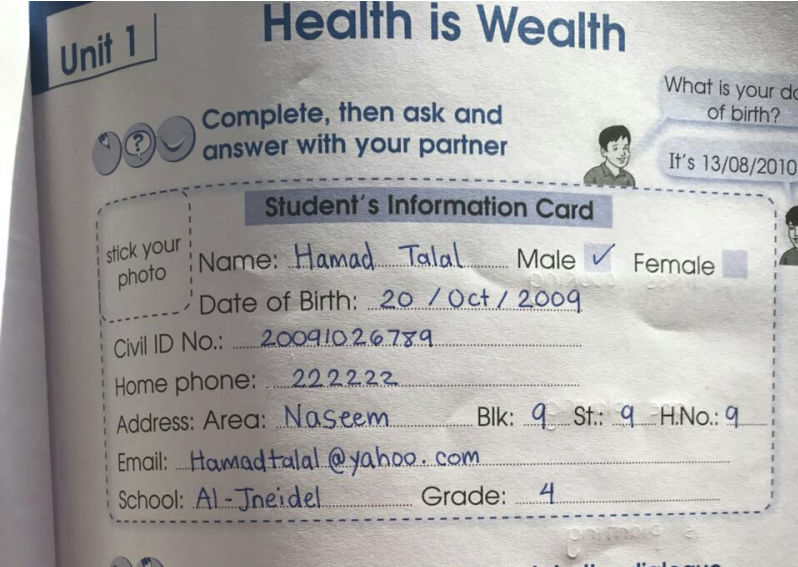 Unit 1
Health is Wealth
Complete, then ask and
answer with your partner
What is your
of birth?
It's 13/08/2010
Student's Information Card
stick your
photo
Name: Hamad Talal Male ✓ Female
Date of Birth: 20 / Oct / 2009
Civil ID No.: 20091026789
Home phone: 222222
Address: Area: Naseem Blk: 9 St.: 9 H.No.: 9
Email: Hamadtalal@yahoo.com
School: Al-Jneidel Grade: 4